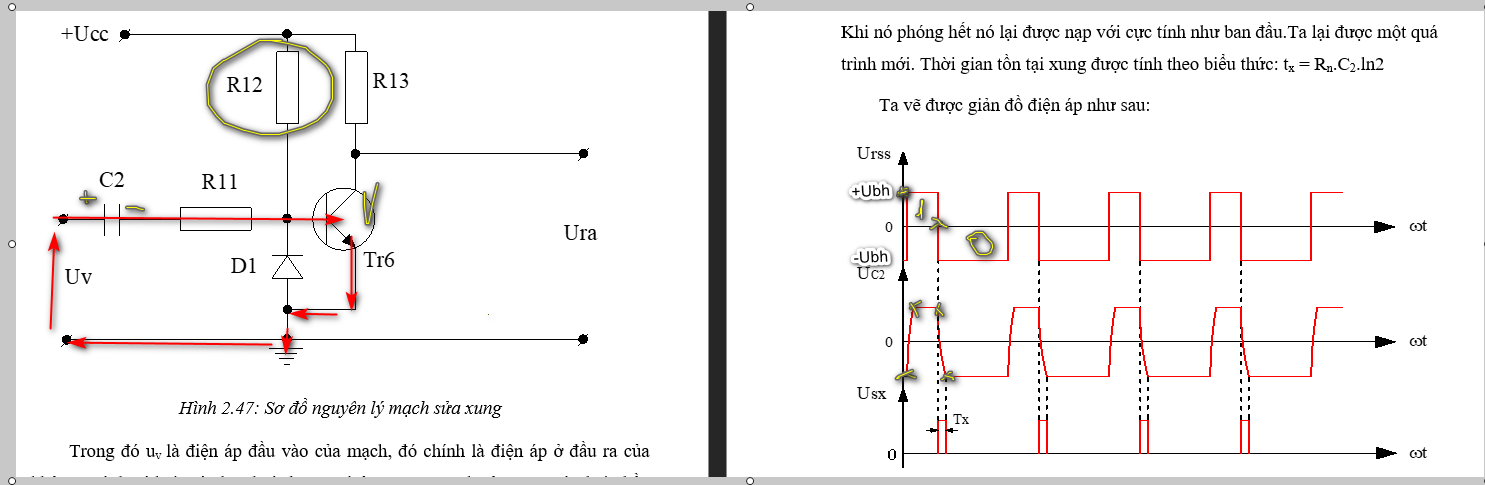 +Ucc
R12
R13
C2
R11
+
-
Uv
D1
Tr6
Ura
Hình 2.47: Sơ đồ nguyên lý mạch sửa xung
Trong đó uv là điện áp đầu vào của mạch, đó chính là điện áp ở đầu ra của
Khi nó phóng hết nó lại được nạp với cực tính như ban đầu.Ta lại được một quá
trình mới. Thời gian tồn tại xung được tính theo biểu thức: tx = Rn.C2.ln2
Ta vẽ được giản đồ điện áp như sau:
Urss
+Ubh
1
0
0
ωt
-Ubh
UC2
0
ωt
Usx
Tx
0
ωt